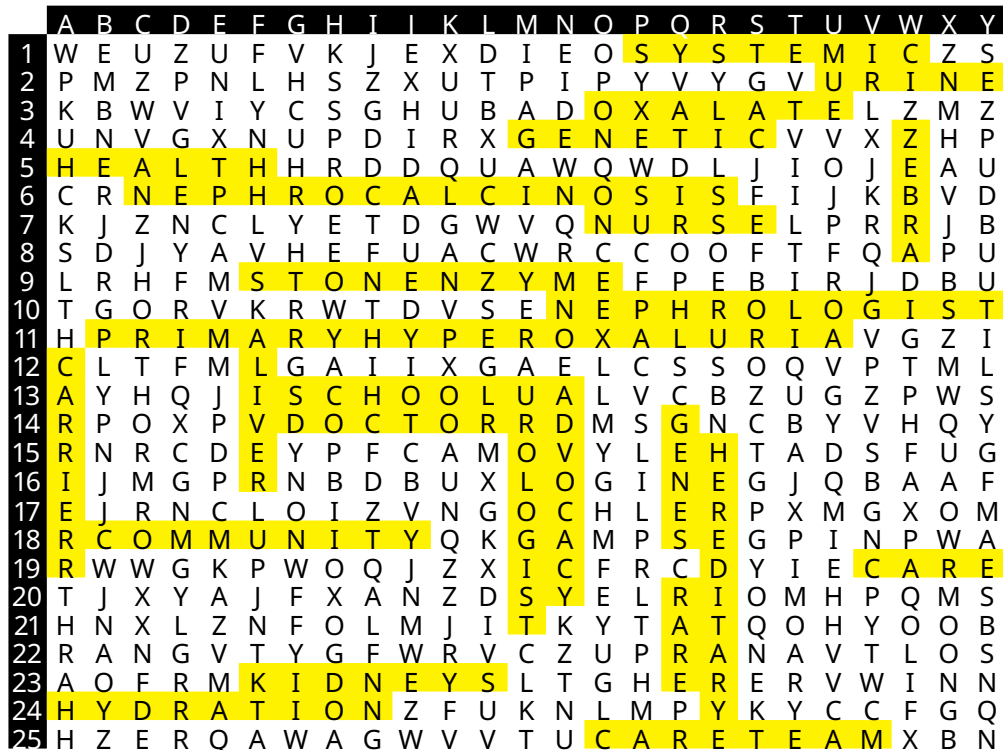 A B C D E F G H I J K L M N O P Q R S T U V W X Y
1 W E U Z U F V K J E X D I E O S Y S T E M I C Z S
2 P M Z P N L H S Z X U T P I P Y V Y G V U R I N E
3 K B W V I Y C S G H U B A D O X A L A T E L Z M Z
4 U N V G X N U P D I R X G E N E T I C V V X Z H P
5 H E A L T H H R D D Q U A W Q W D L J I O J E A U
6 C R N E P H R O C A L C I N O S I S F I J K B V D
7 K J Z N C L Y E T D G W V Q N U R S E L P R R J B
8 S D J Y A V H E F U A C W R C C O O F T F Q A P U
9 L R H F M S T O N E N Z Y M E F P E B I R J D B U
10 T G O R V K R W T D V S E N E P H R O L O G I S T
11 H P R I M A R Y H Y P E R O X A L U R I A V G Z I
12 C L T F M L G A I I X G A E L C S S O Q V P T M L
13 A Y H Q J I S C H O O L U A L V C B Z U G Z P W S
14 R P O X P V D O C T O R R D M S G N C B Y V H Q Y
15 R N R C D E Y P F C A M O V Y L E H T A D S F U G
16 I J M G P R N B D B U X L O G I N E G J Q B A A F
17 E J R N C L O I Z V N G O C H L E R P X M G X O M
18 R C O M M U N I T Y Q K G A M P S E G P I N P W A
19 R W W G K P W O Q J Z X I C F R C D Y I E C A R E
20 T J X Y A J F X A N Z D S Y E L R I O M H P Q M S
21 H N X L Z N F O L M J I T K Y T A T Q O H Y O O B
22 R A N G V T Y G F W R V C Z U P R A N A V T L O S
23 A O F R M K I D N E Y S L T G H E R E R V W I N N
24 H Y D R A T I O N Z F U K N L M P Y K Y C C F G Q
25 H Z E R Q A W A G W V V T U C A R E T E A M X B N